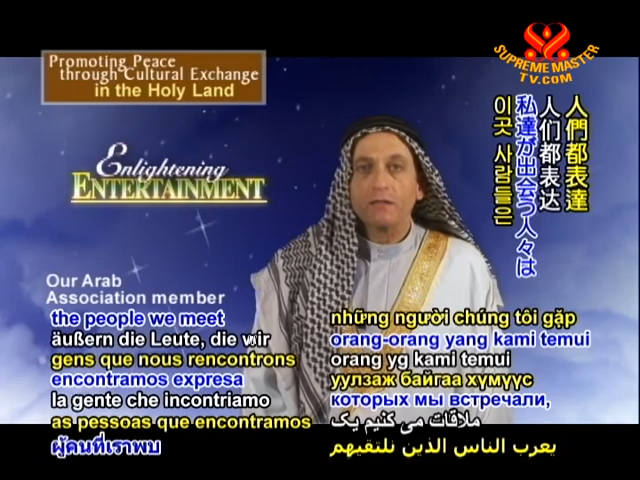 Promoting Peace
through Cultural Exchange
in the Holy Land
SUPREME MASTER
TV.COM
Enlightening
ENTERTAINMENT
人們都表達
人们都表达
私達が出会う人々は
이곳 사람들은
Our Arab
Association member
the people we meet
äußern die Leute, die wir
gens que nous rencontrons
encontramos expresa
la gente che incontriamo
as pessoas que encontramos
ผู้คนที่เราพบ
những người chúng tôi gặp
orang-orang yang kami temui
orang yg kami temui
уулзаж байгаа хүмүүс
которых мы встречали,
ملاقات می کنیم یک
يعرب الناس الذين نلتقيهم